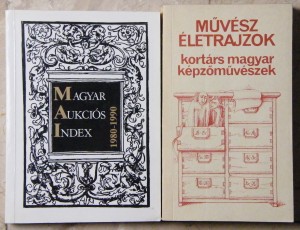 MAGYAR
AUKCIÓS
INDEX
1980-1990
MŰVÉSZ
ÉLETRAJZOK
kortárs magyar
képzőművészek